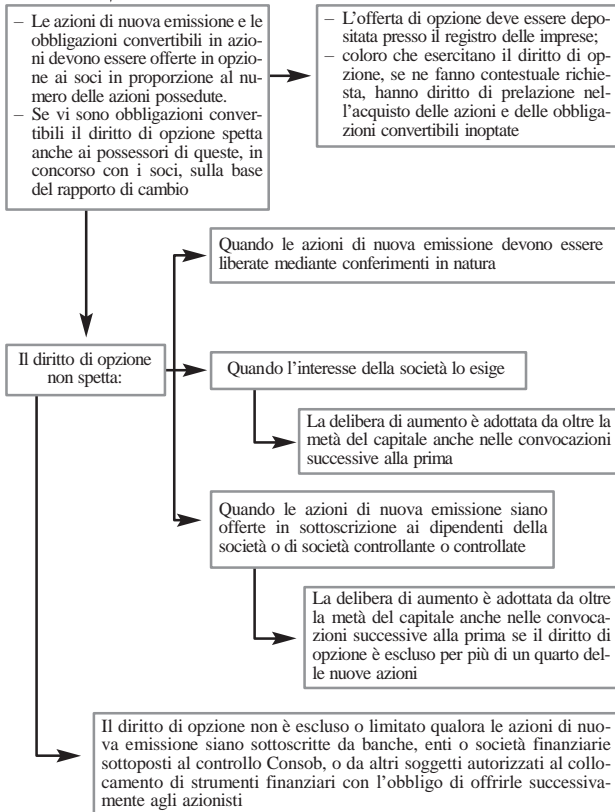 – Le azioni di nuova emissione e le
obbligazioni convertibili in azio-
ni devono essere offerte in opzio-
ne ai soci in proporzione al nu-
mero delle azioni possedute.
– Se vi sono obbligazioni conver-
tibili il diritto di opzione spetta
anche ai possessori di queste, in
concorso con i soci, sulla base
del rapporto di cambio
– L’offerta di opzione deve essere depo-
sitata presso il registro delle imprese;
– coloro che esercitano il diritto di op-
zione, se ne fanno contestuale richie-
sta, hanno diritto di prelazione nel-
l’acquisto delle azioni e delle obbliga-
zioni convertibili inoptate
Quando le azioni di nuova emissione devono essere
liberate mediante conferimenti in natura
Il diritto di opzione
non spetta:
Quando l’interesse della società lo esige
La delibera di aumento è adottata da oltre la
metà del capitale anche nelle convocazioni
successive alla prima
Quando le azioni di nuova emissione siano
offerte in sottoscrizione ai dipendenti della
società o di società controllante o controllate
La delibera di aumento è adottata da oltre
la metà del capitale anche nelle convoca-
zioni successive alla prima se il diritto di
opzione è escluso per più di un quarto del-
le nuove azioni
Il diritto di opzione non è escluso o limitato qualora le azioni di nuo-
va emissione siano sottoscritte da banche, enti o società finanziarie
sottoposti al controllo Consob, o da altri soggetti autorizzati al collo-
camento di strumenti finanziari con l’obbligo di offrirle successiva-
mente agli azionisti